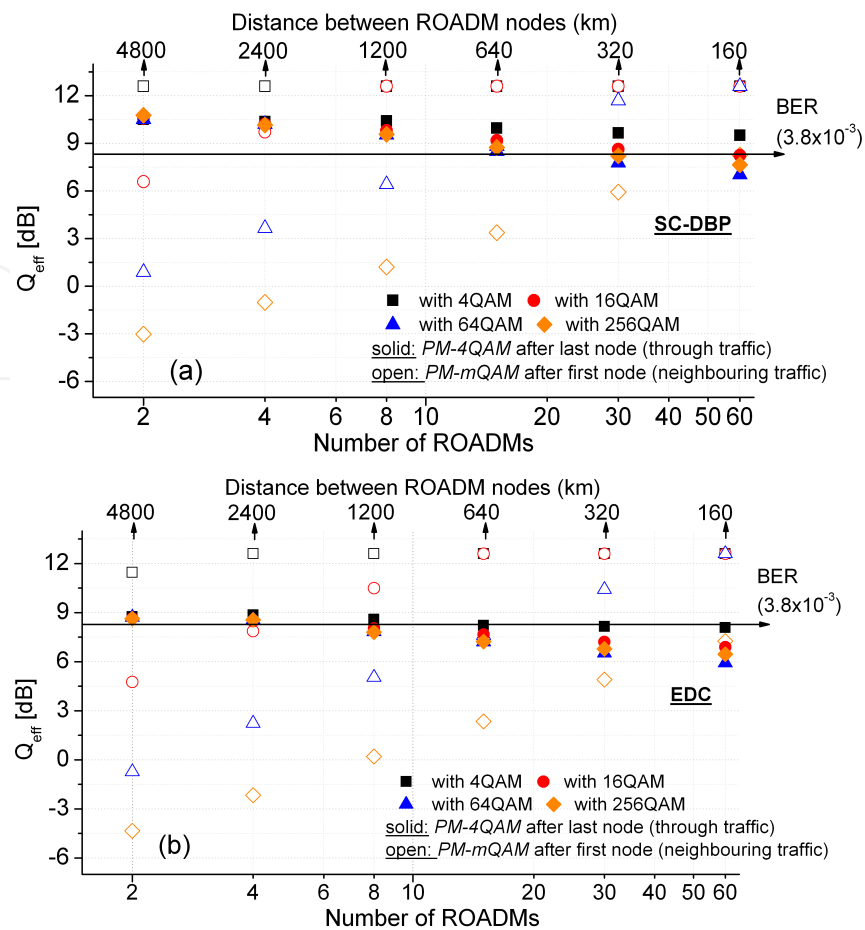 Distance between ROADM nodes (km)
4800 2400 1200 640 320 160
12
9
6
3
0
-3
-6
Q_eff [dB]
BER
(3.8x10^-3)
SC-DBP
with 4QAM with 16QAM
with 64QAM with 256QAM
solid: PM-4QAM after last node (through traffic)
open: PM-mQAM after first node (neighbouring traffic)
(a)
2 4 6 8 10 20 30 40 50 60
Number of ROADMs
Distance between ROADM nodes (km)
4800 2400 1200 640 320 160
12
9
6
3
0
-3
-6
Q_eff [dB]
BER
(3.8x10^-3)
EDC
with 4QAM with 16QAM
with 64QAM with 256QAM
solid: PM-4QAM after last node (through traffic)
open: PM-mQAM after first node (neighbouring traffic)
(b)
2 4 6 8 10 20 30 40 50 60
Number of ROADMs